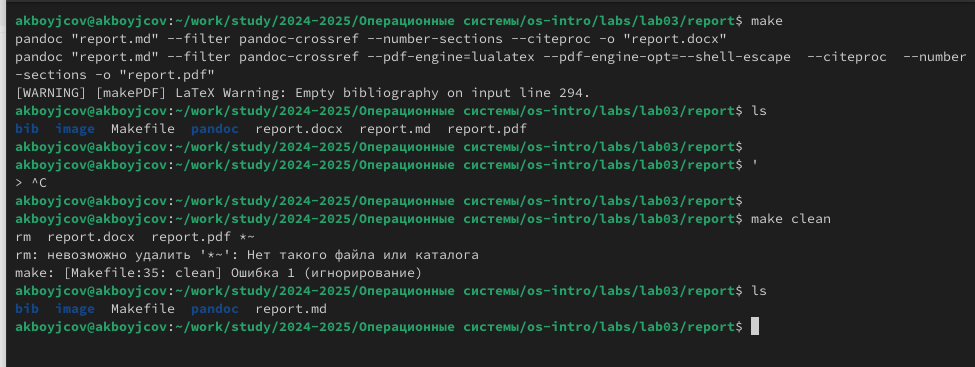 akboyjcov@akboyjcov:~/work/study/2024-2025/Операционные системы/os-intro/labs/lab03/report$ make
pandoc "report.md" --filter pandoc-crossref --number-sections --citeproc -o "report.docx"
pandoc "report.md" --filter pandoc-crossref --pdf-engine=lualatex --pdf-engine-opt=--shell-escape  --citeproc  --number
-sections -o "report.pdf"
[WARNING] [makePDF] LaTeX Warning: Empty bibliography on input line 294.
akboyjcov@akboyjcov:~/work/study/2024-2025/Операционные системы/os-intro/labs/lab03/report$ ls
bib  image  Makefile  pandoc  report.docx  report.md  report.pdf
akboyjcov@akboyjcov:~/work/study/2024-2025/Операционные системы/os-intro/labs/lab03/report$
akboyjcov@akboyjcov:~/work/study/2024-2025/Операционные системы/os-intro/labs/lab03/report$ '
> ^C
akboyjcov@akboyjcov:~/work/study/2024-2025/Операционные системы/os-intro/labs/lab03/report$
akboyjcov@akboyjcov:~/work/study/2024-2025/Операционные системы/os-intro/labs/lab03/report$ make clean
rm  report.docx  report.pdf *~
rm: невозможно удалить '*~': Нет такого файла или каталога
make: [Makefile:35: clean] Ошибка 1 (игнорирование)
akboyjcov@akboyjcov:~/work/study/2024-2025/Операционные системы/os-intro/labs/lab03/report$ ls
bib  image  Makefile  pandoc  report.md
akboyjcov@akboyjcov:~/work/study/2024-2025/Операционные системы/os-intro/labs/lab03/report$